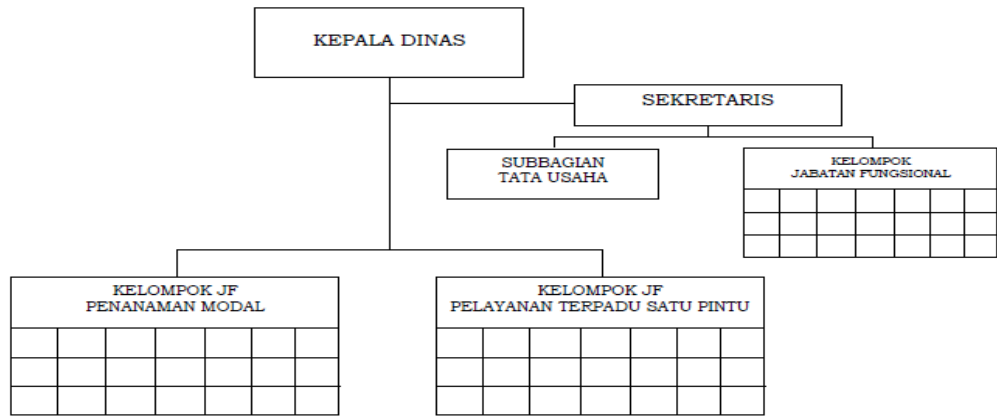 KEPALA DINAS
SEKRETARIS
SUBBAGIAN
TATA USAHA
KELOMPOK
JABATAN FUNGSIONAL
KELOMPOK JF
PENANAMAN MODAL
KELOMPOK JF
PELAYANAN TERPADU SATU PINTU